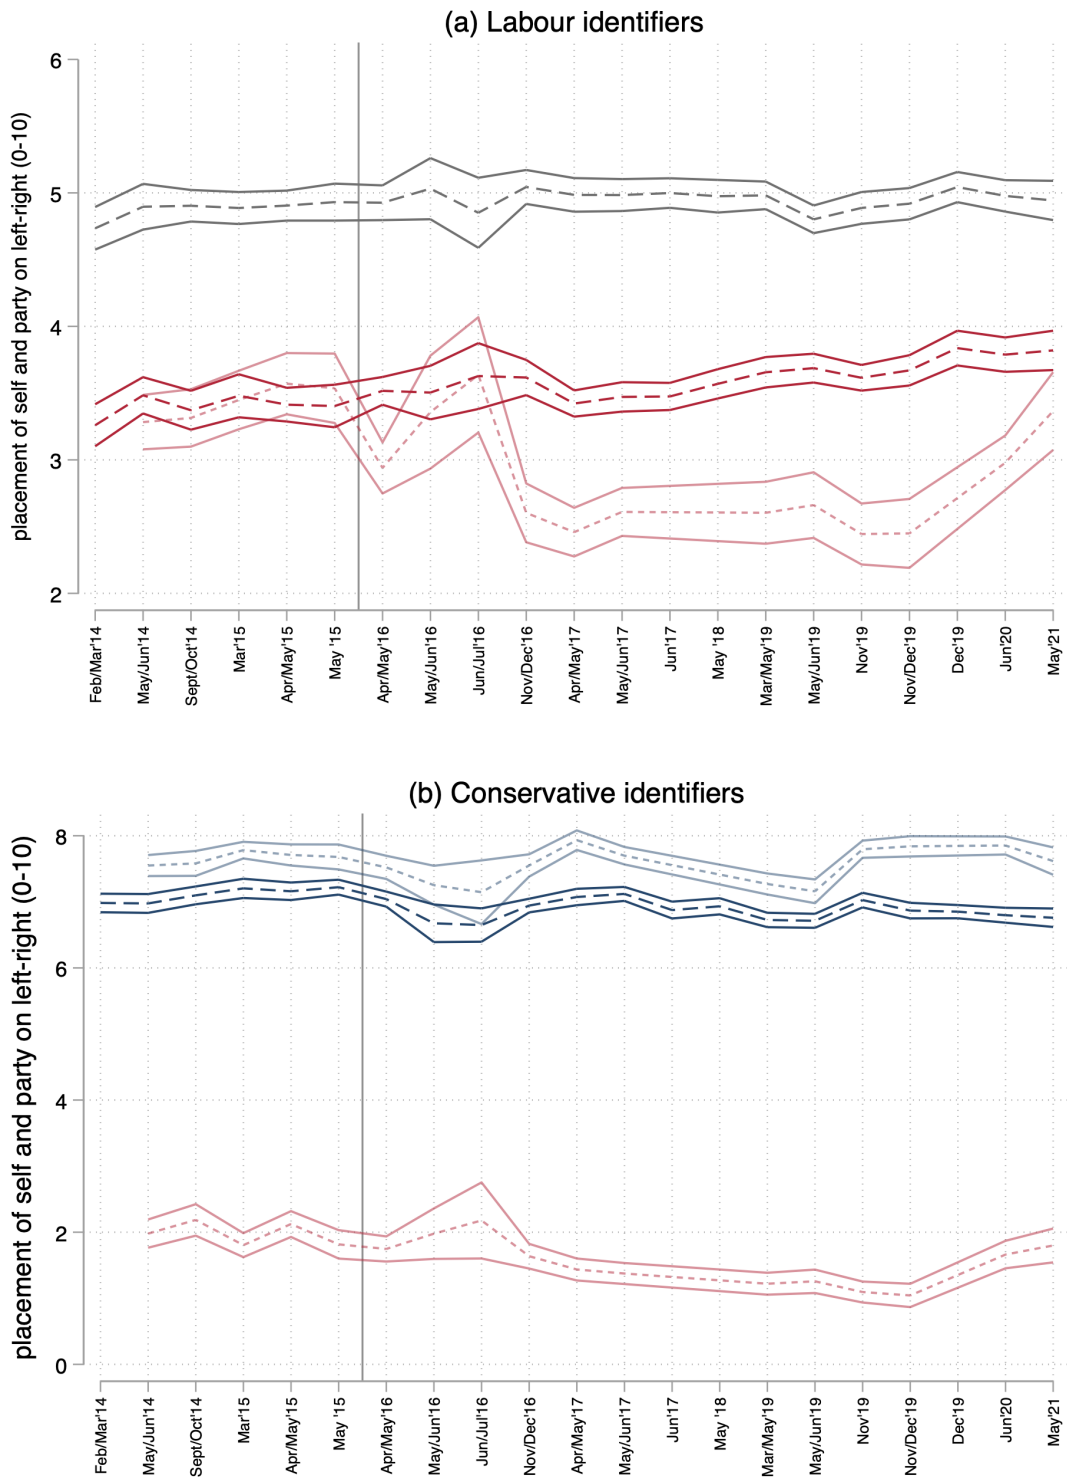 (a) Labour identifiers
placement of self and party on left-right (0-10)
6
5
4
3
2
Feb/Mar'14
May/Jun'14
Sept/Oct'14
Mar'15
Apr/May'15
May '15
Apr/May'16
May/Jun'16
Jun/Jul'16
Nov/Dec'16
Apr/May'17
May/Jun'17
Jun'17
May '18
Mar/May'19
May/Jun'19
Nov'19
Nov/Dec'19
Dec'19
Jun'20
May'21
(b) Conservative identifiers
placement of self and party on left-right (0-10)
8
6
4
2
0
Feb/Mar'14
May/Jun'14
Sept/Oct'14
Mar'15
Apr/May'15
May '15
Apr/May'16
May/Jun'16
Jun/Jul'16
Nov/Dec'16
Apr/May'17
May/Jun'17
Jun'17
May '18
Mar/May'19
May/Jun'19
Nov'19
Nov/Dec'19
Dec'19
Jun'20
May'21